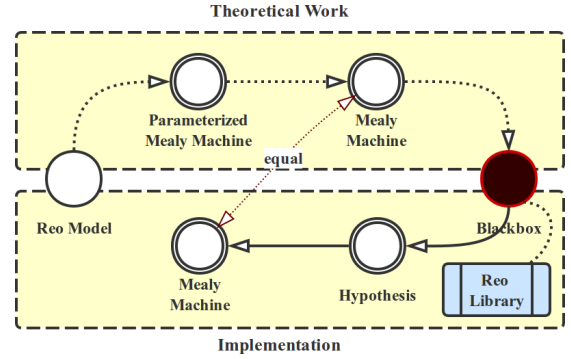 Theoretical Work
Parameterized
Mealy Machine
Mealy
Machine
equal
Reo Model
Blackbox
Mealy
Machine
Hypothesis
Reo
Library
Implementation